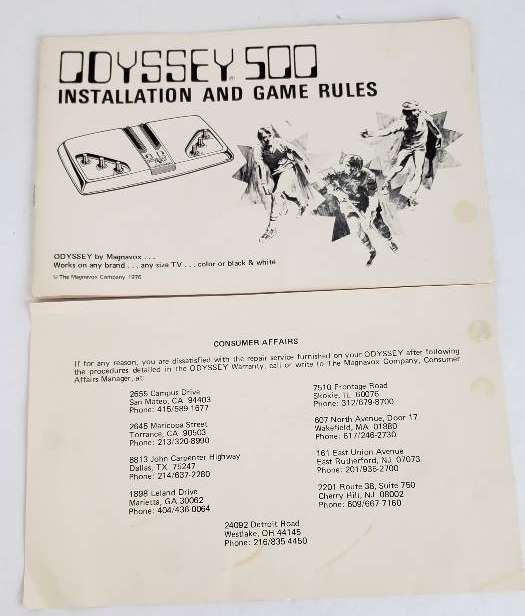 ODYSSEY 500
INSTALLATION AND GAME RULES
ODYSSEY by Magnavox . . .
Works on any brand . . . any size TV . . . color or black & white
© The Magnavox Company 1976
CONSUMER AFFAIRS
If for any reason, you are dissatisfied with the repair service furnished on your ODYSSEY after following
the procedures detailed in the ODYSSEY Warranty, call or write to The Magnavox Company, Consumer
Affairs Manager, at:
2655 Campus Drive
San Mateo, CA 94403
Phone: 415/589-1677
2645 Maricopa Street
Torrance, CA 90503
Phone: 213/320-8990
8813 John Carpenter Highway
Dallas, TX 75247
Phone: 214/637-2280
1898 Leland Drive
Marietta, GA 30062
Phone: 404/436-0064
7510 Frontage Road
Skokie, IL 60076
Phone: 312/679-8700
607 North Avenue, Door 17
Wakefield, MA 01880
Phone: 617/246-2730
161 East Union Avenue
East Rutherford, NJ 07073
Phone: 201/935-2700
2201 Route 38, Suite 750
Cherry Hill, NJ 08002
Phone: 609/667 7160
24092 Detroit Road
Westlake, OH 44145
Phone: 216/835 4450